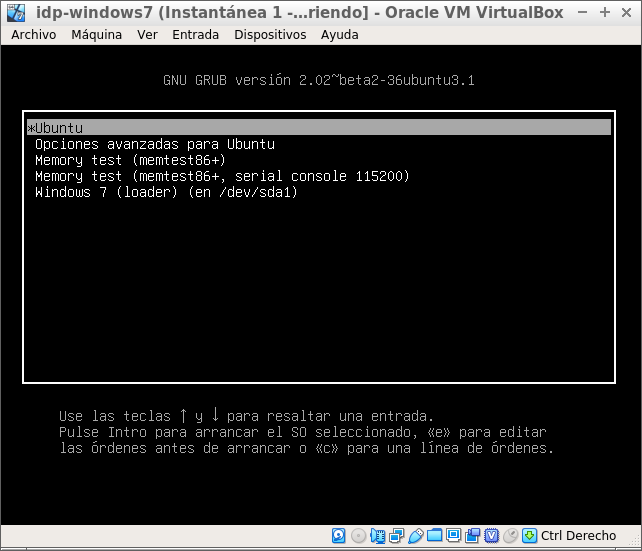 idp-windows7 (Instantánea 1 -...riendo] - Oracle VM VirtualBox
Archivo Máquina Ver Entrada Dispositivos Ayuda
GNU GRUB versión 2.02~beta2-36ubuntu3.1
*Ubuntu
Opciones avanzadas para Ubuntu
Memory test (memtest86+)
Memory test (memtest86+, serial console 115200)
Windows 7 (loader) (en /dev/sda1)
Use las teclas ↑ y ↓ para resaltar una entrada.
Pulse Intro para arrancar el SO seleccionado, «e» para editar
las órdenes antes de arrancar o «c» para una línea de órdenes.
Ctrl Derecho